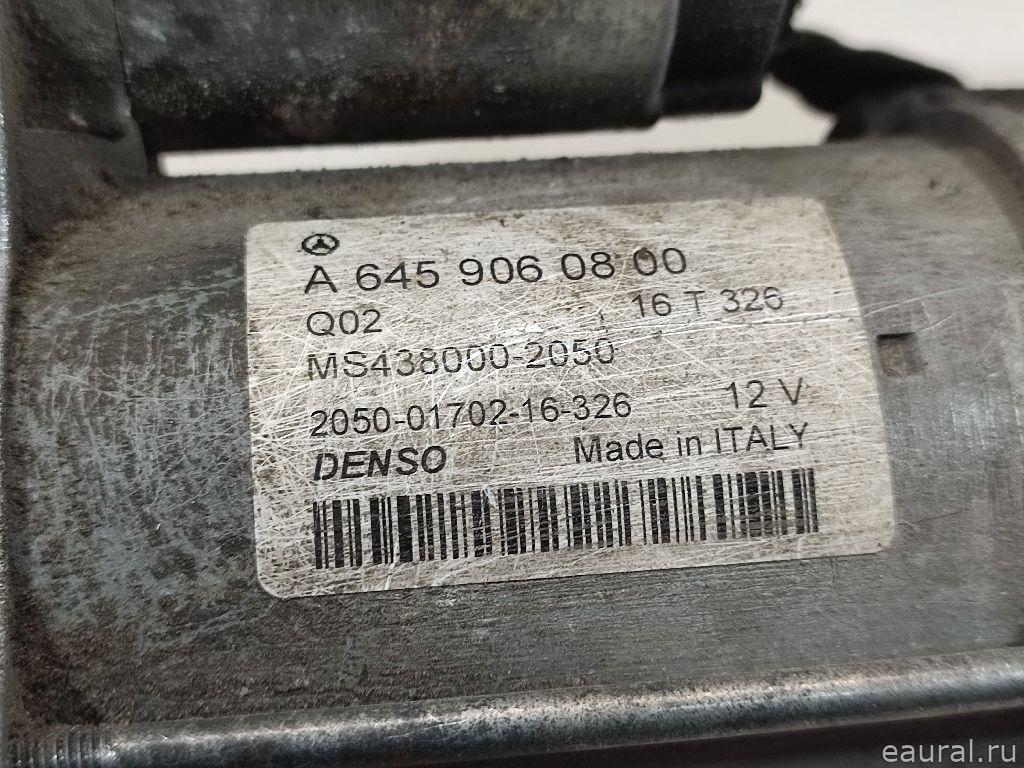 A 645 906 08 00
Q02 16 T 326
MS438000-2050
2050-01702-16-326 12 V
DENSO Made in ITALY
eaural.ru